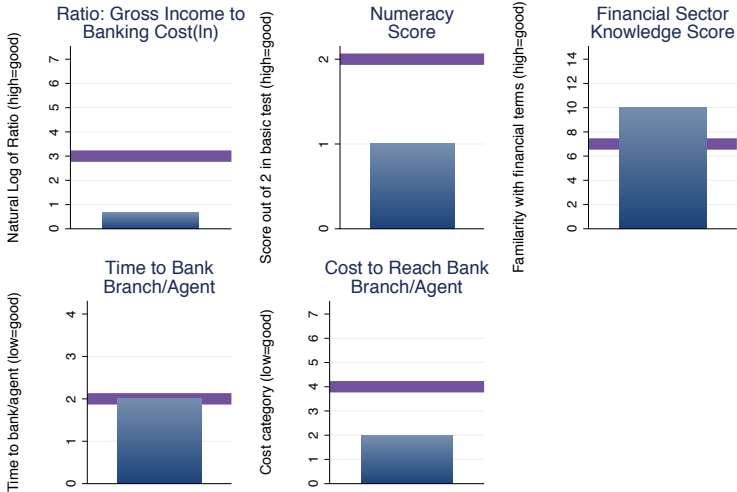 Ratio: Gross Income to
Banking Cost(ln)
Natural Log of Ratio (high=good)
7
6
5
4
3
2
1
0
Numeracy
Score
Score out of 2 in basic test (high=good)
2
1
0
Financial Sector
Knowledge Score
Familarity with financial terms (high=good)
14
12
10
8
6
4
2
0
Time to Bank
Branch/Agent
Time to bank/agent (low=good)
4
3
2
1
0
Cost to Reach Bank
Branch/Agent
Cost category (low=good)
7
6
5
4
3
2
1
0